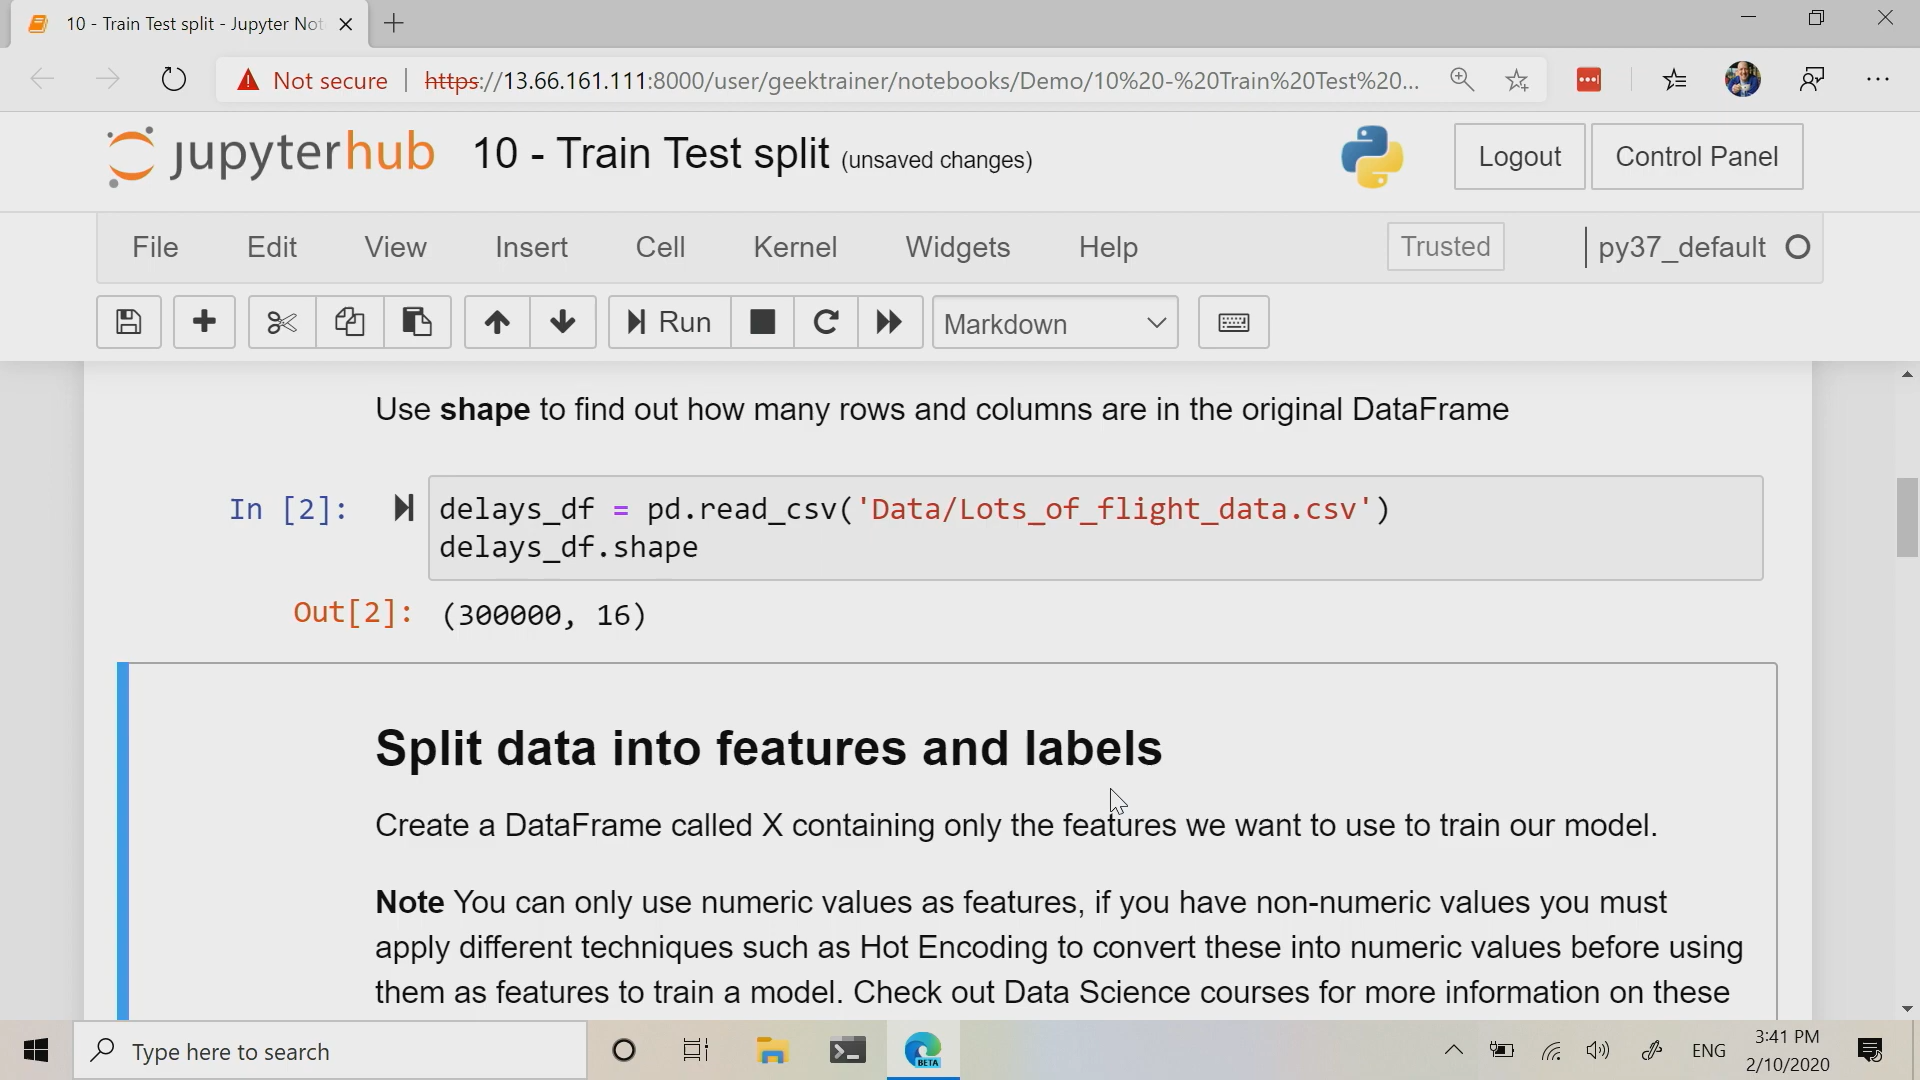 10 - Train Test split - Jupyter Not
Not secure
https://13.66.161.111:8000/user/geektrainer/notebooks/Demo/10%20-%20Train%20Test%20...
jupyterhub
10 - Train Test split (unsaved changes)
Logout
Control Panel
File
Edit
View
Insert
Cell
Kernel
Widgets
Help
Trusted
py37_default
Run
Markdown
Use shape to find out how many rows and columns are in the original DataFrame
In [2]:
delays_df = pd.read_csv('Data/Lots_of_flight_data.csv')
delays_df.shape
Out[2]: (300000, 16)
Split data into features and labels
Create a DataFrame called X containing only the features we want to use to train our model.
Note You can only use numeric values as features, if you have non-numeric values you must
apply different techniques such as Hot Encoding to convert these into numeric values before using
them as features to train a model. Check out Data Science courses for more information on these
Type here to search
BETA
ENG
3:41 PM
2/10/2020